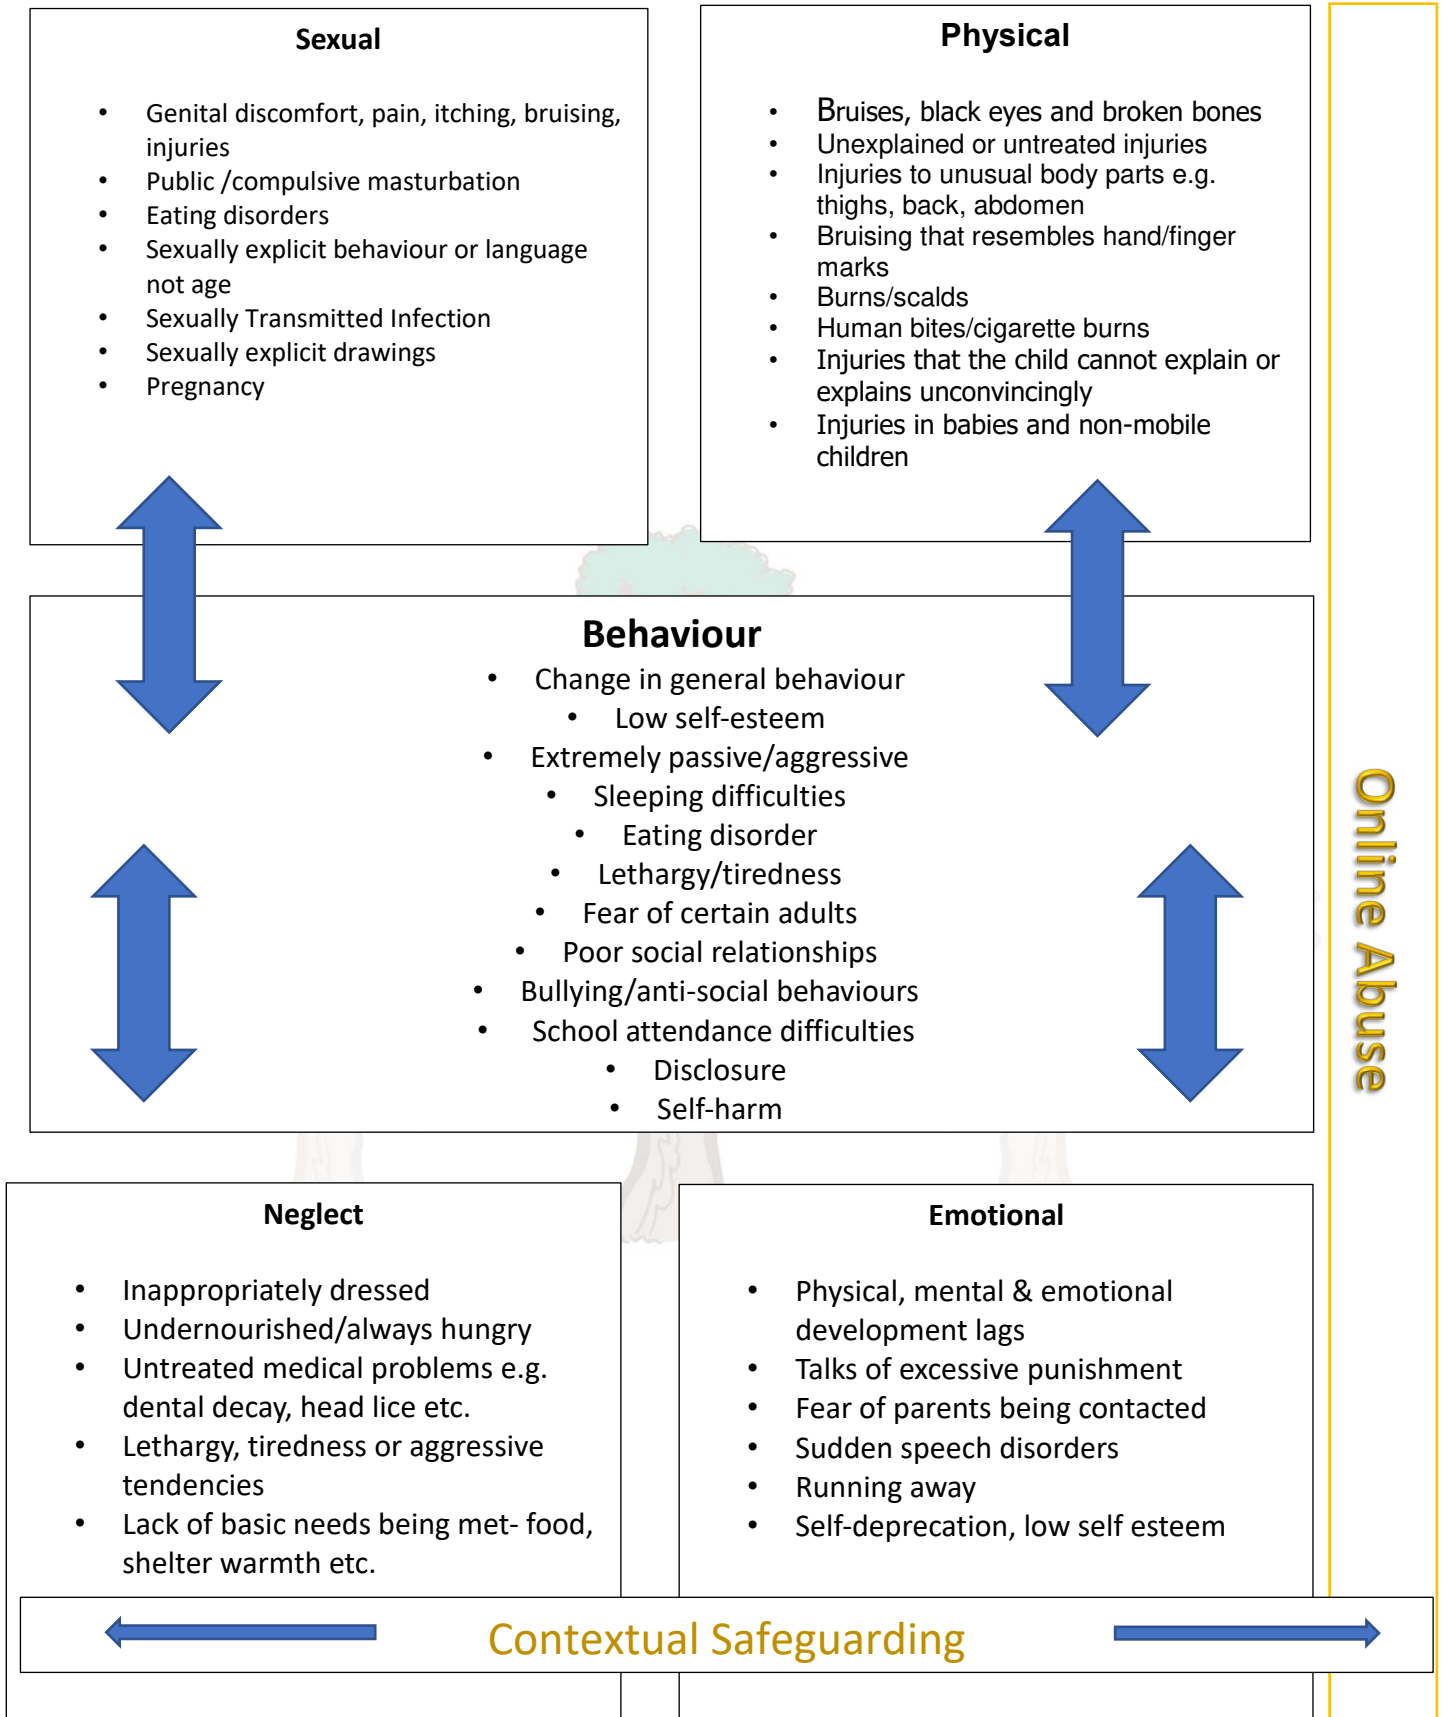 Sexual
• Genital discomfort, pain, itching, bruising,
injuries
• Public /compulsive masturbation
• Eating disorders
• Sexually explicit behaviour or language
not age
• Sexually Transmitted Infection
• Sexually explicit drawings
• Pregnancy
Physical
• Bruises, black eyes and broken bones
• Unexplained or untreated injuries
• Injuries to unusual body parts e.g.
thighs, back, abdomen
• Bruising that resembles hand/finger
marks
• Burns/scalds
• Human bites/cigarette burns
• Injuries that the child cannot explain or
explains unconvincingly
• Injuries in babies and non-mobile
children
Behaviour
• Change in general behaviour
• Low self-esteem
• Extremely passive/aggressive
• Sleeping difficulties
• Eating disorder
• Lethargy/tiredness
• Fear of certain adults
• Poor social relationships
• Bullying/anti-social behaviours
• School attendance difficulties
• Disclosure
• Self-harm
Online Abuse
Neglect
• Inappropriately dressed
• Undernourished/always hungry
• Untreated medical problems e.g.
dental decay, head lice etc.
• Lethargy, tiredness or aggressive
tendencies
• Lack of basic needs being met- food,
shelter warmth etc.
Emotional
• Physical, mental & emotional
development lags
• Talks of excessive punishment
• Fear of parents being contacted
• Sudden speech disorders
• Running away
• Self-deprecation, low self esteem
Contextual Safeguarding